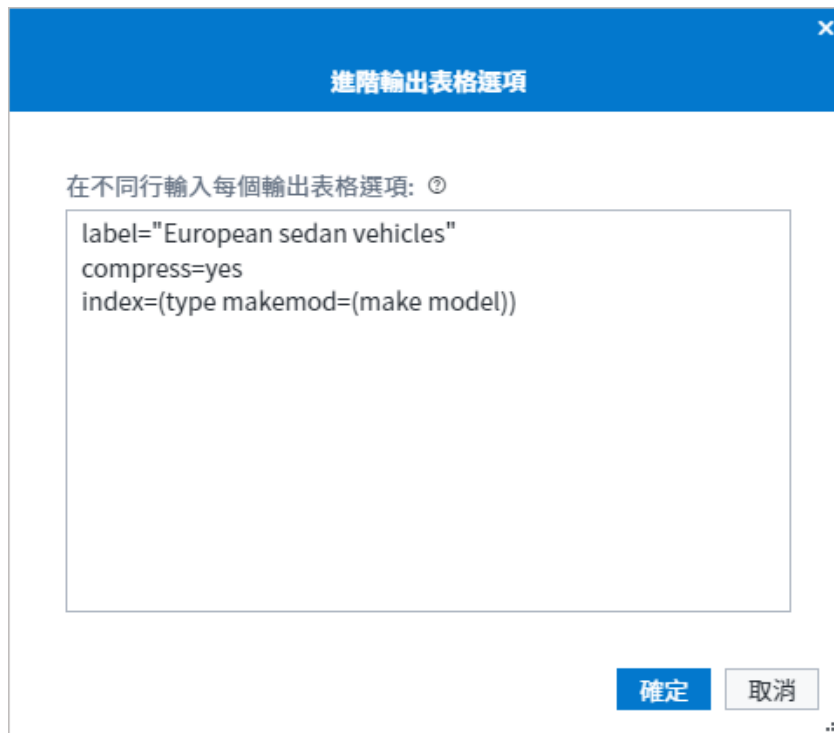 進階輸出表格選項
在不同行輸入每個輸出表格選項:
label="European sedan vehicles"
compress=yes
index=(type makemod=(make model))
確定
取消